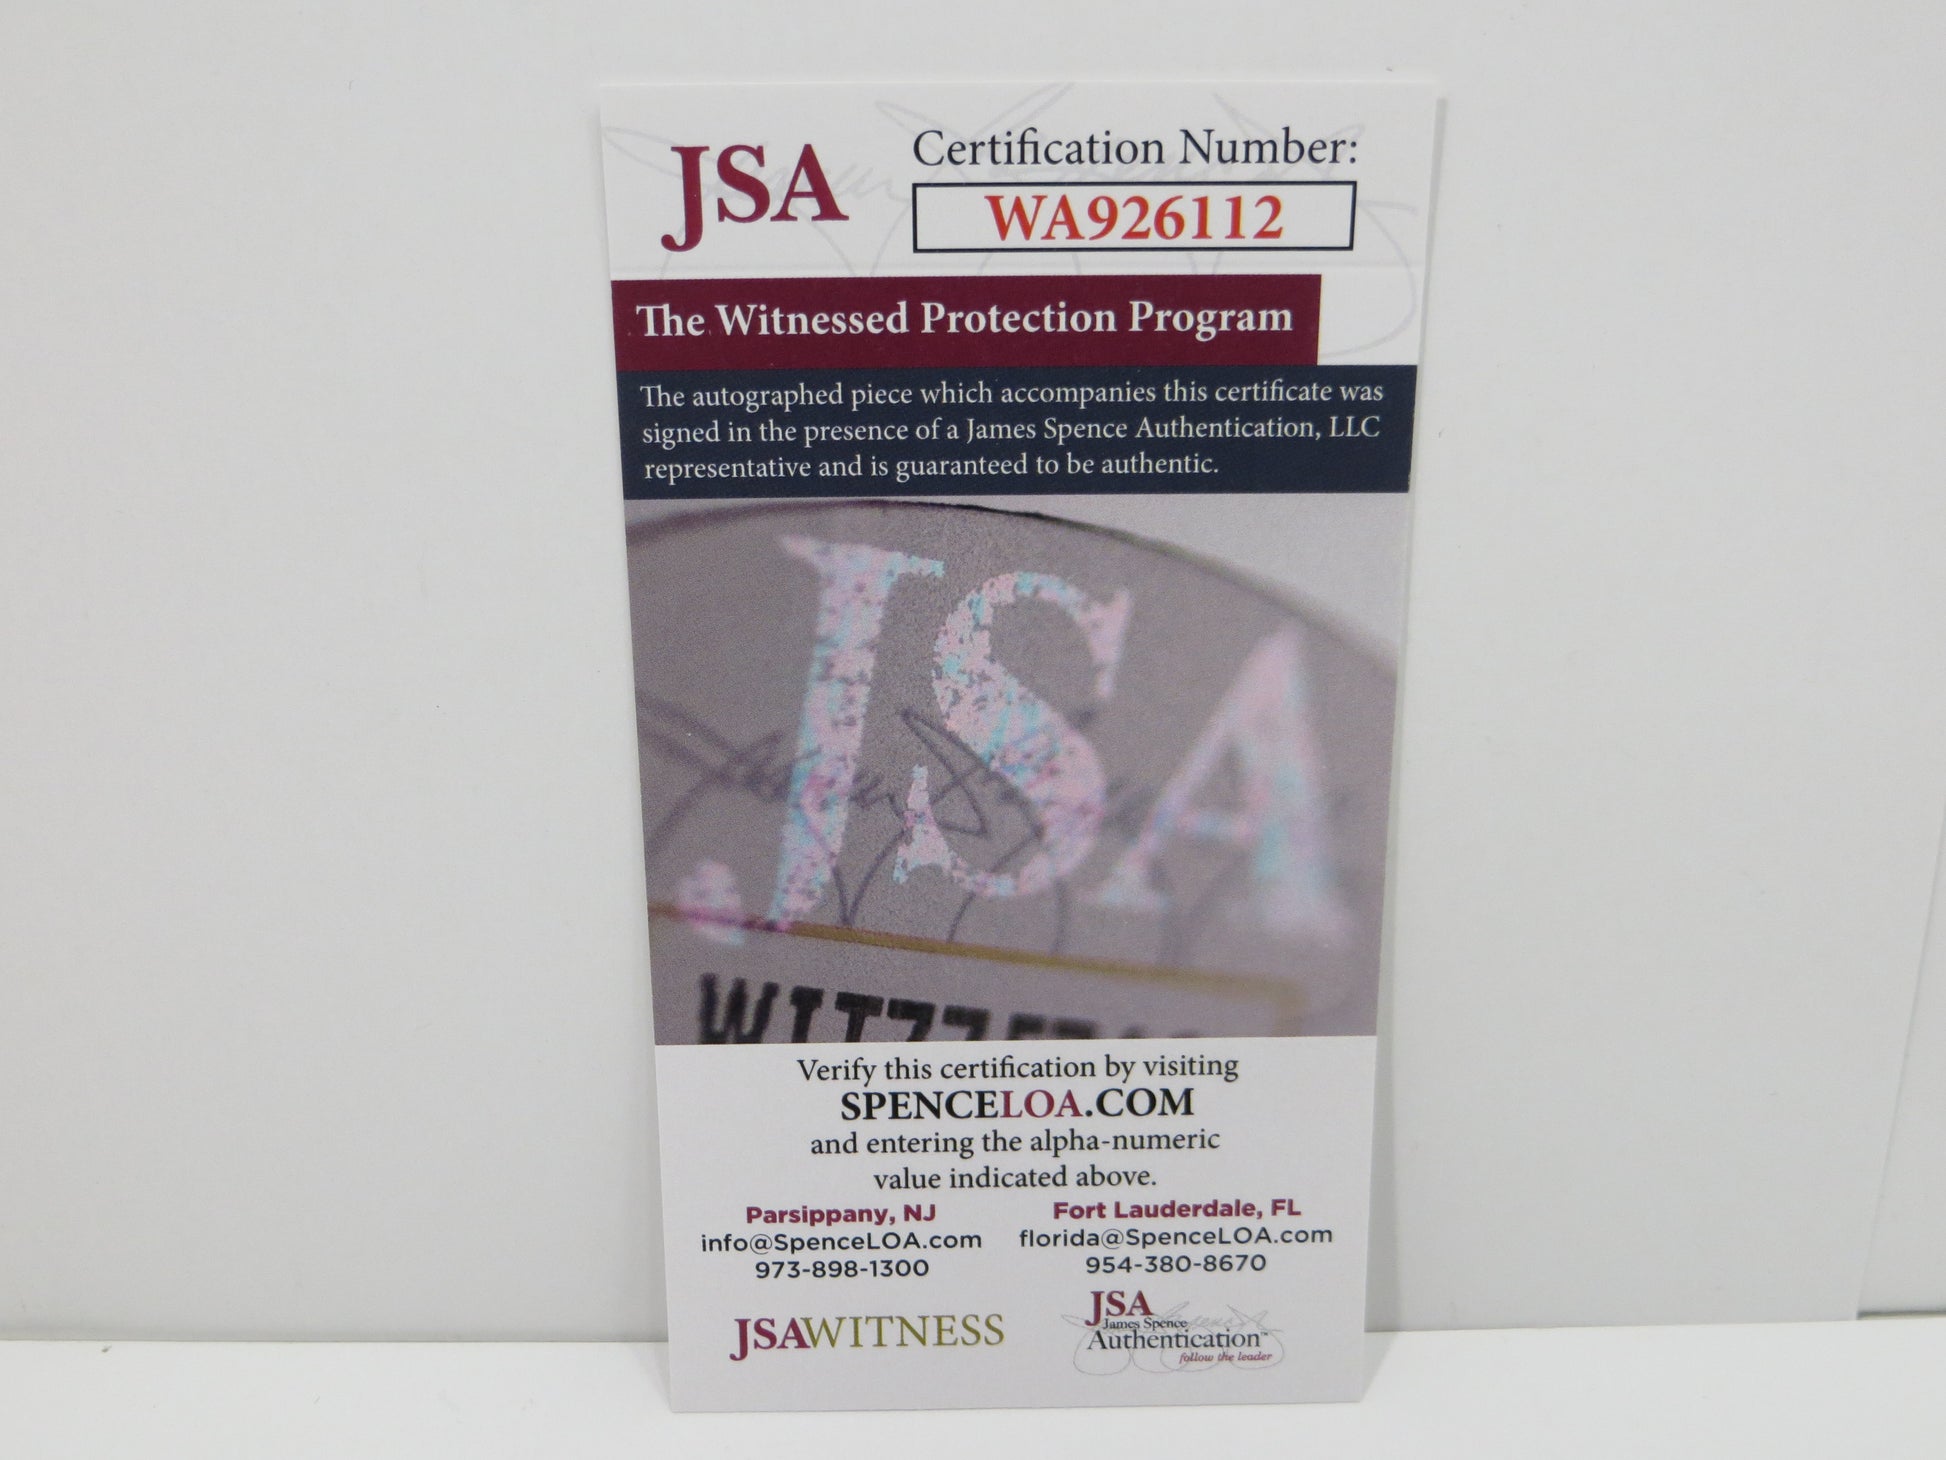 JSA
Certification Number:
WA926112
The Witnessed Protection Program
The autographed piece which accompanies this certificate was
signed in the presence of a James Spence Authentication, LLC
representative and is guaranteed to be authentic.
JSA
Verify this certification by visiting
SPENCELOA.COM
and entering the alpha-numeric
value indicated above.
Parsippany, NJ
info@SpenceLOA.com
973-898-1300
Fort Lauderdale, FL
florida@SpenceLOA.com
954-380-8670
JSAWITNESS
JSA
James Spence
Authentication™
follow the leader